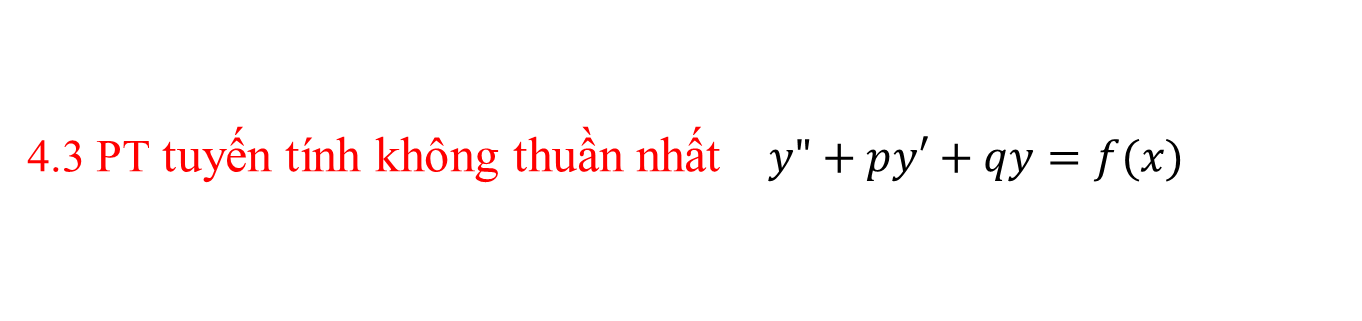 4.3 PT tuyến tính không thuần nhất y" + py′ + qy = f(x)